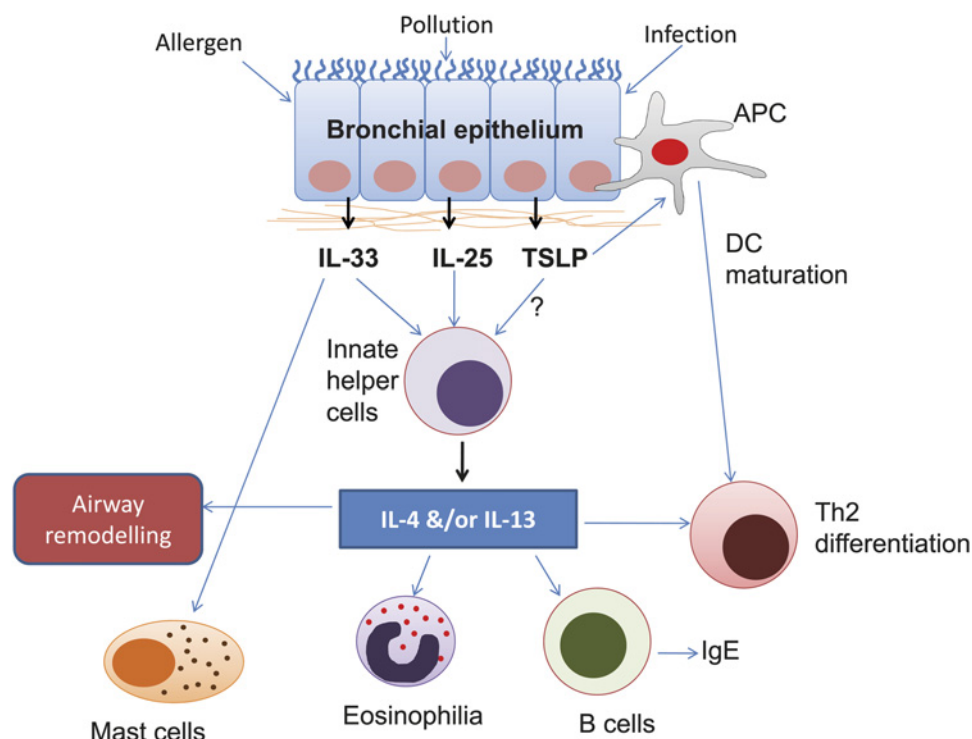 Pollution
Allergen
Infection
APC
Bronchial epithelium
IL-33
IL-25
TSLP
DC
maturation
?
Innate
helper
cells
Airway
remodelling
IL-4 &/or IL-13
Th2
differentiation
IgE
Mast cells
Eosinophilia
B cells